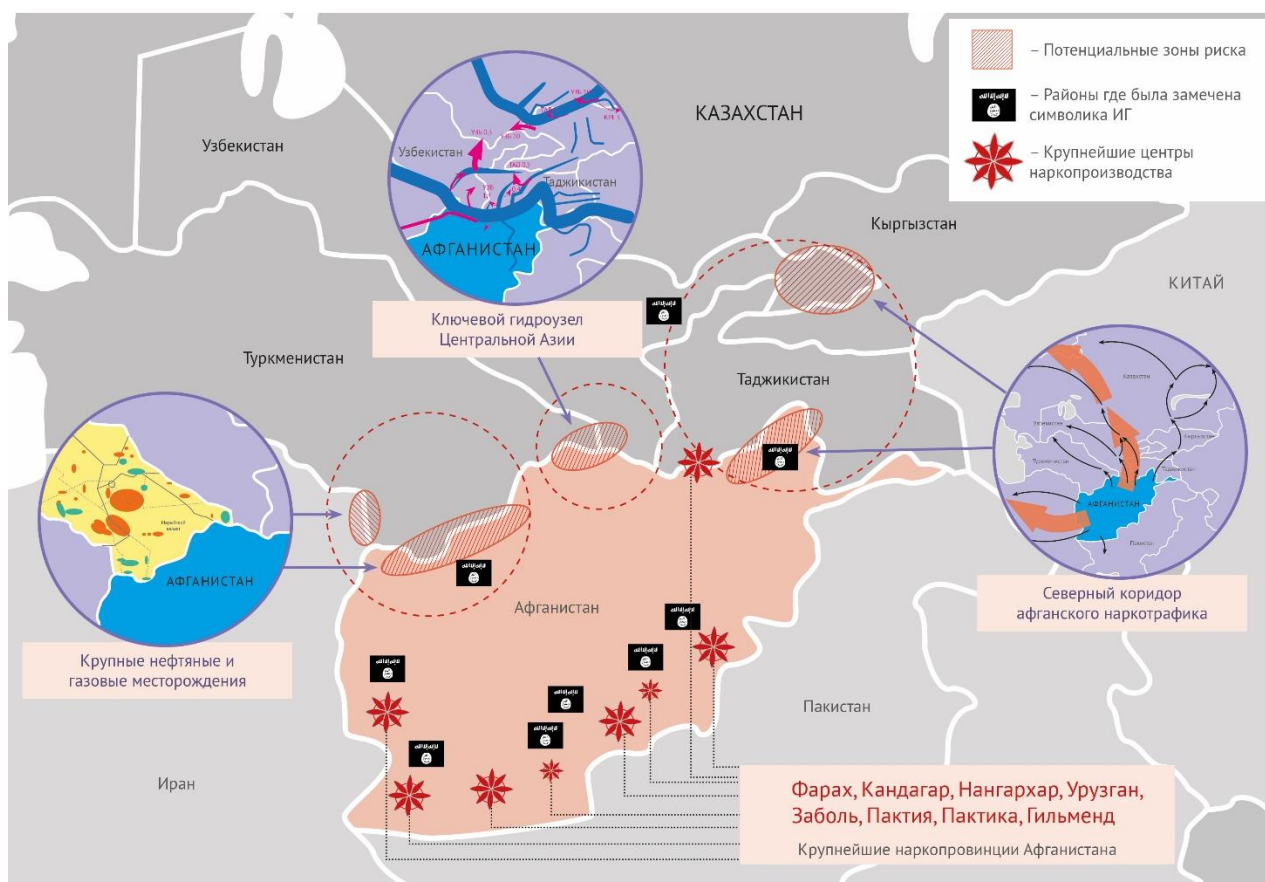 – Потенциальные зоны риска
– Районы где была замечена
символика ИГ
– Крупнейшие центры
наркопроизводства
КАЗАХСТАН
Узбекистан
Узбекистан
Таджикистан
АФГАНИСТАН
Кыргызстан
КИТАЙ
Ключевой гидроузел
Центральной Азии
Туркменистан
Таджикистан
Казахстан
Узбекистан
Кыргызстан
Туркменистан
Таджикистан
АФГАНИСТАН
Пакистан
АФГАНИСТАН
Северный коридор
афганского наркотрафика
Афганистан
Крупные нефтяные и
газовые месторождения
Пакистан
Иран
Фарах, Кандагар, Нангархар, Урузган,
Заболь, Пактия, Пактика, Гильменд
Крупнейшие наркопровинции Афганистана